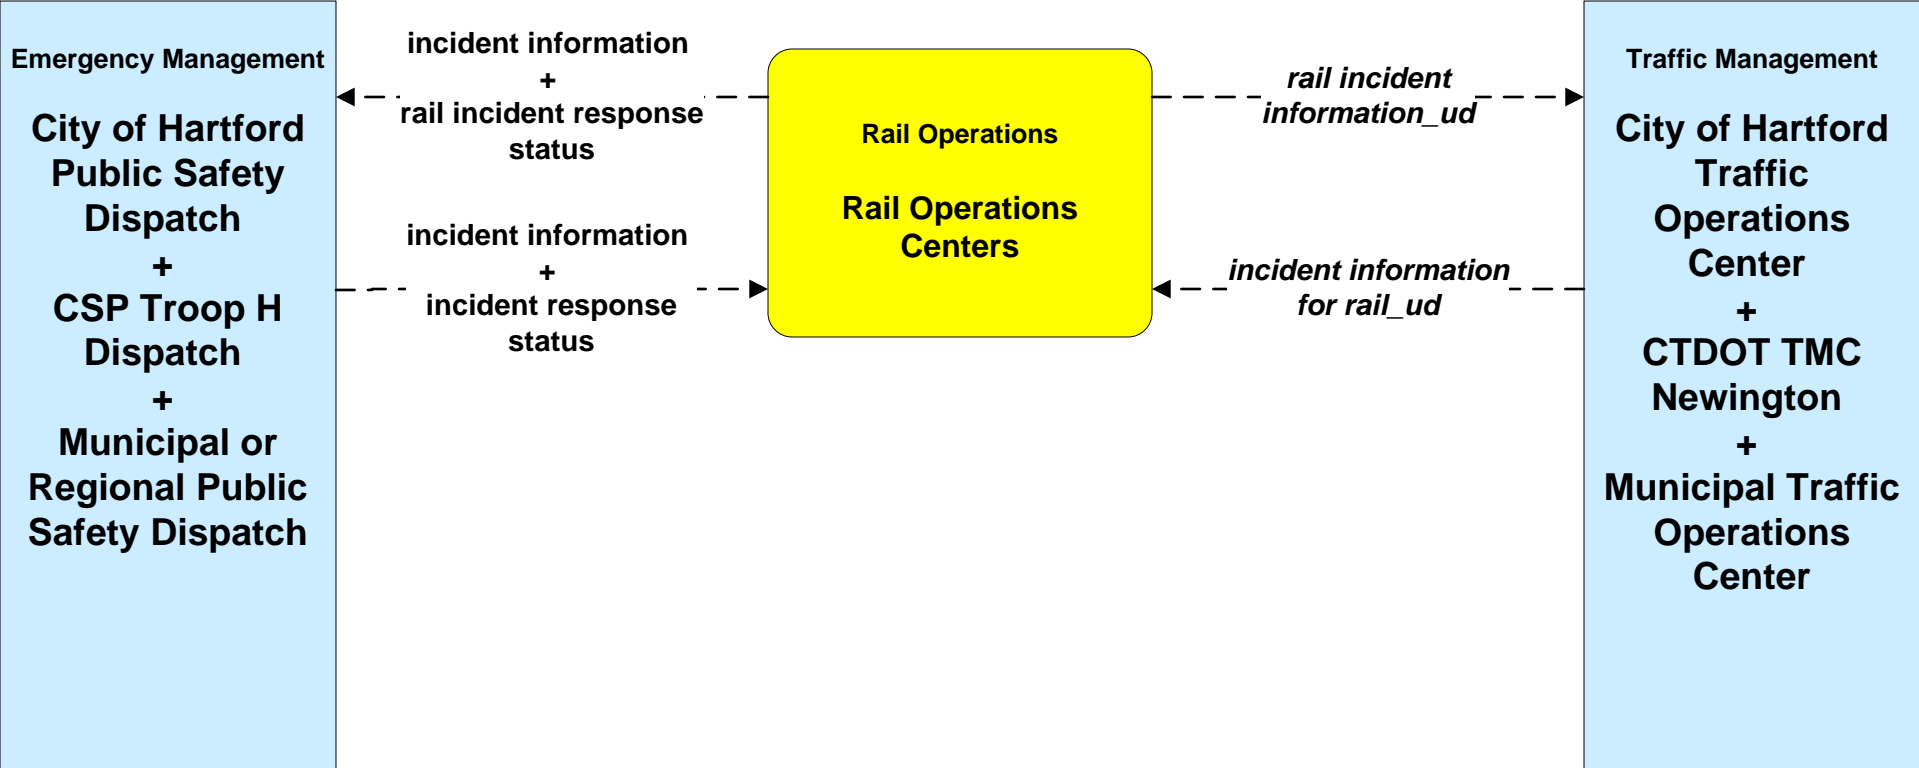 Emergency Management
City of Hartford
Public Safety
Dispatch
+
CSP Troop H
Dispatch
+
Municipal or
Regional Public
Safety Dispatch
incident information
+
rail incident response
status
incident information
+
incident response
status
Rail Operations
Rail Operations
Centers
rail incident
information_ud
incident information
for rail_ud
Traffic Management
City of Hartford
Traffic
Operations
Center
+
CTDOT TMC
Newington
+
Municipal Traffic
Operations
Center